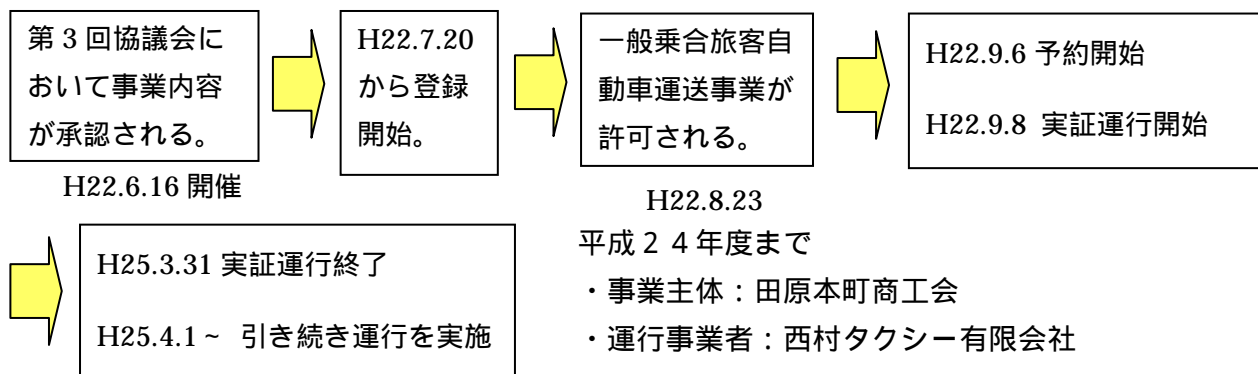 第３回協議会に
おいて事業内容
が承認される。
H22.6.16 開催
H22.7.20
から登録
開始。
一般乗合旅客自
動車運送事業が
許可される。
H22.8.23
H22.9.6 予約開始
H22.9.8 実証運行開始
H25.3.31 実証運行終了
H25.4.1～ 引き続き運行を実施
平成２４年度まで
・事業主体：田原本町商工会
・運行事業者：西村タクシー有限会社